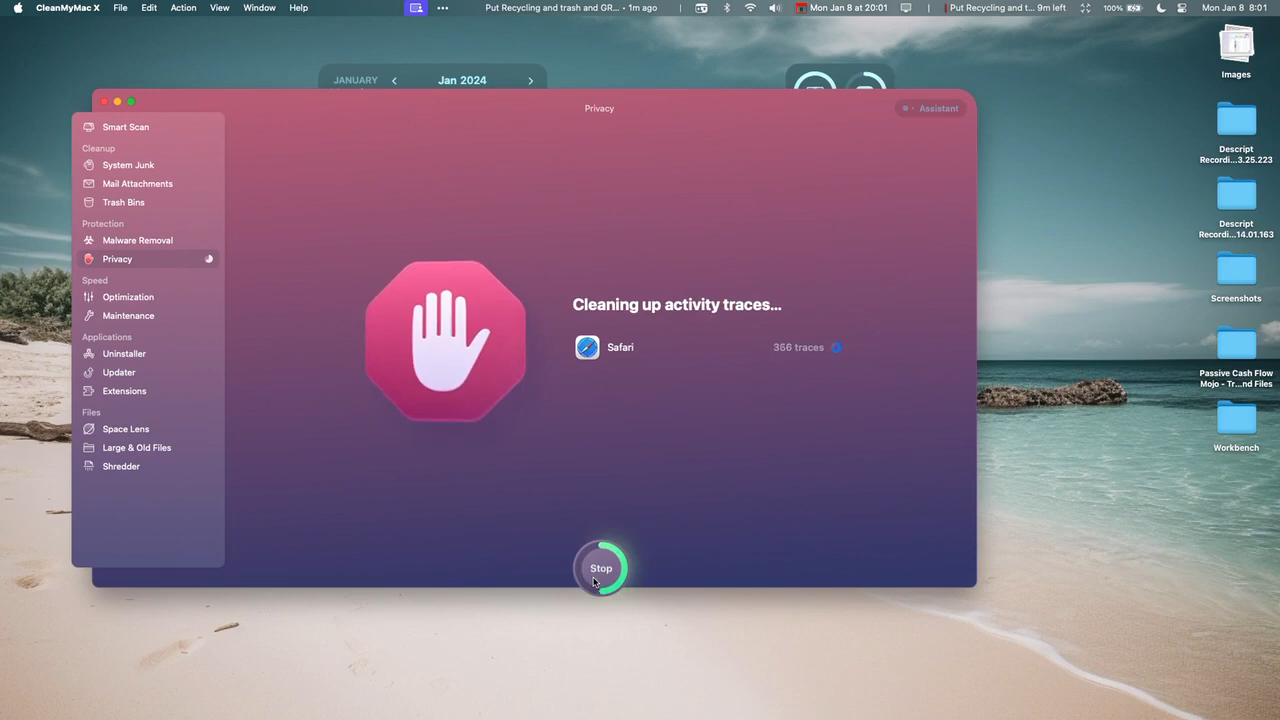 CleanMyMac X File Edit Action View Window Help ••• Put Recycling and trash and GR... • 1m ago Mon Jan 8 at 20:01 Put Recycling and t... • 9m left 100% Mon Jan 8 8:01
JANUARY Jan 2024
Privacy
Assistant
Smart Scan
Cleanup
System Junk
Mail Attachments
Trash Bins
Protection
Malware Removal
Privacy
Speed
Optimization
Maintenance
Applications
Uninstaller
Updater
Extensions
Files
Space Lens
Large & Old Files
Shredder
Cleaning up activity traces...
Safari 366 traces
Stop
Images
Descript
Recordi...3.25.223
Descript
Recordi...14.01.163
Screenshots
Passive Cash Flow
Mojo - Tr...nd Files
Workbench